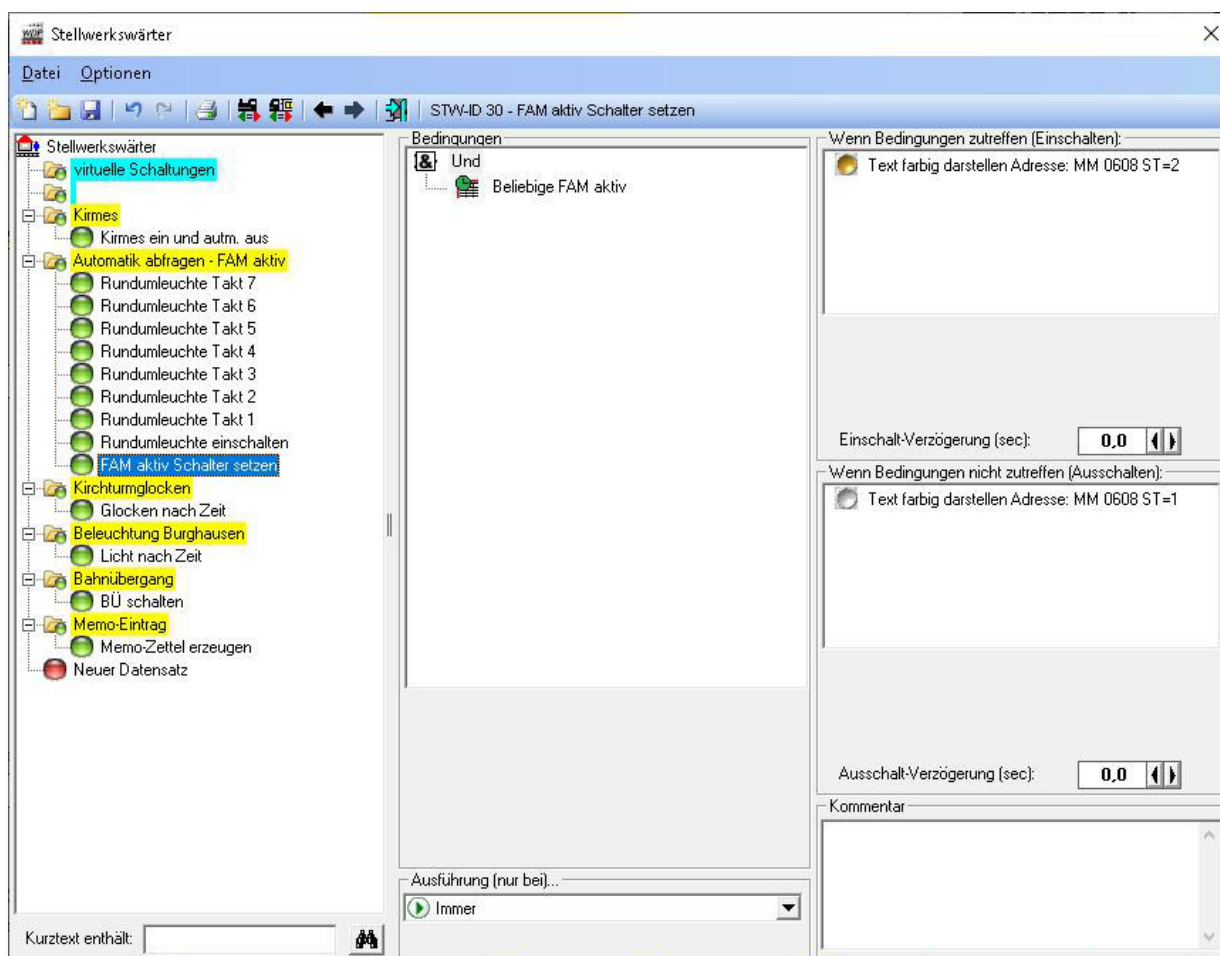 Stellwerkswärter
Datei Optionen
STW-ID 30 - FAM aktiv Schalter setzen
Stellwerkswärter
virtuelle Schaltungen
Kirmes
Kirmes ein und autm. aus
Automatik abfragen - FAM aktiv
Rundumleuchte Takt 7
Rundumleuchte Takt 6
Rundumleuchte Takt 5
Rundumleuchte Takt 4
Rundumleuchte Takt 3
Rundumleuchte Takt 2
Rundumleuchte Takt 1
Rundumleuchte einschalten
FAM aktiv Schalter setzen
Kirchturmglocken
Glocken nach Zeit
Beleuchtung Burghausen
Licht nach Zeit
Bahnübergang
BÜ schalten
Memo-Eintrag
Memo-Zettel erzeugen
Neuer Datensatz
Kurztext enthält:
Bedingungen
{&} Und
Beliebige FAM aktiv
Ausführung (nur bei)...
Immer
Wenn Bedingungen zutreffen (Einschalten):
Text farbig darstellen Adresse: MM 0608 ST=2
Einschalt-Verzögerung (sec): 0,0
Wenn Bedingungen nicht zutreffen (Ausschalten):
Text farbig darstellen Adresse: MM 0608 ST=1
Ausschalt-Verzögerung (sec): 0,0
Kommentar